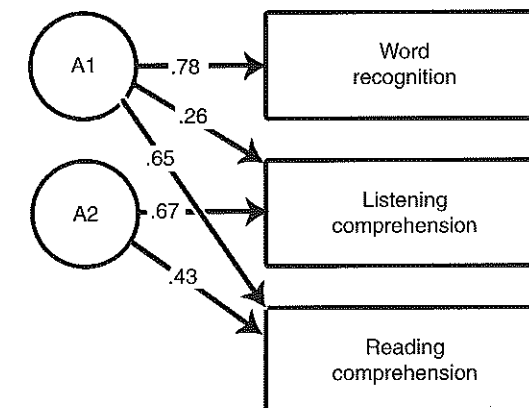 A1
.78
Word
recognition
.26
.65
A2
.67
Listening
comprehension
.43
Reading
comprehension